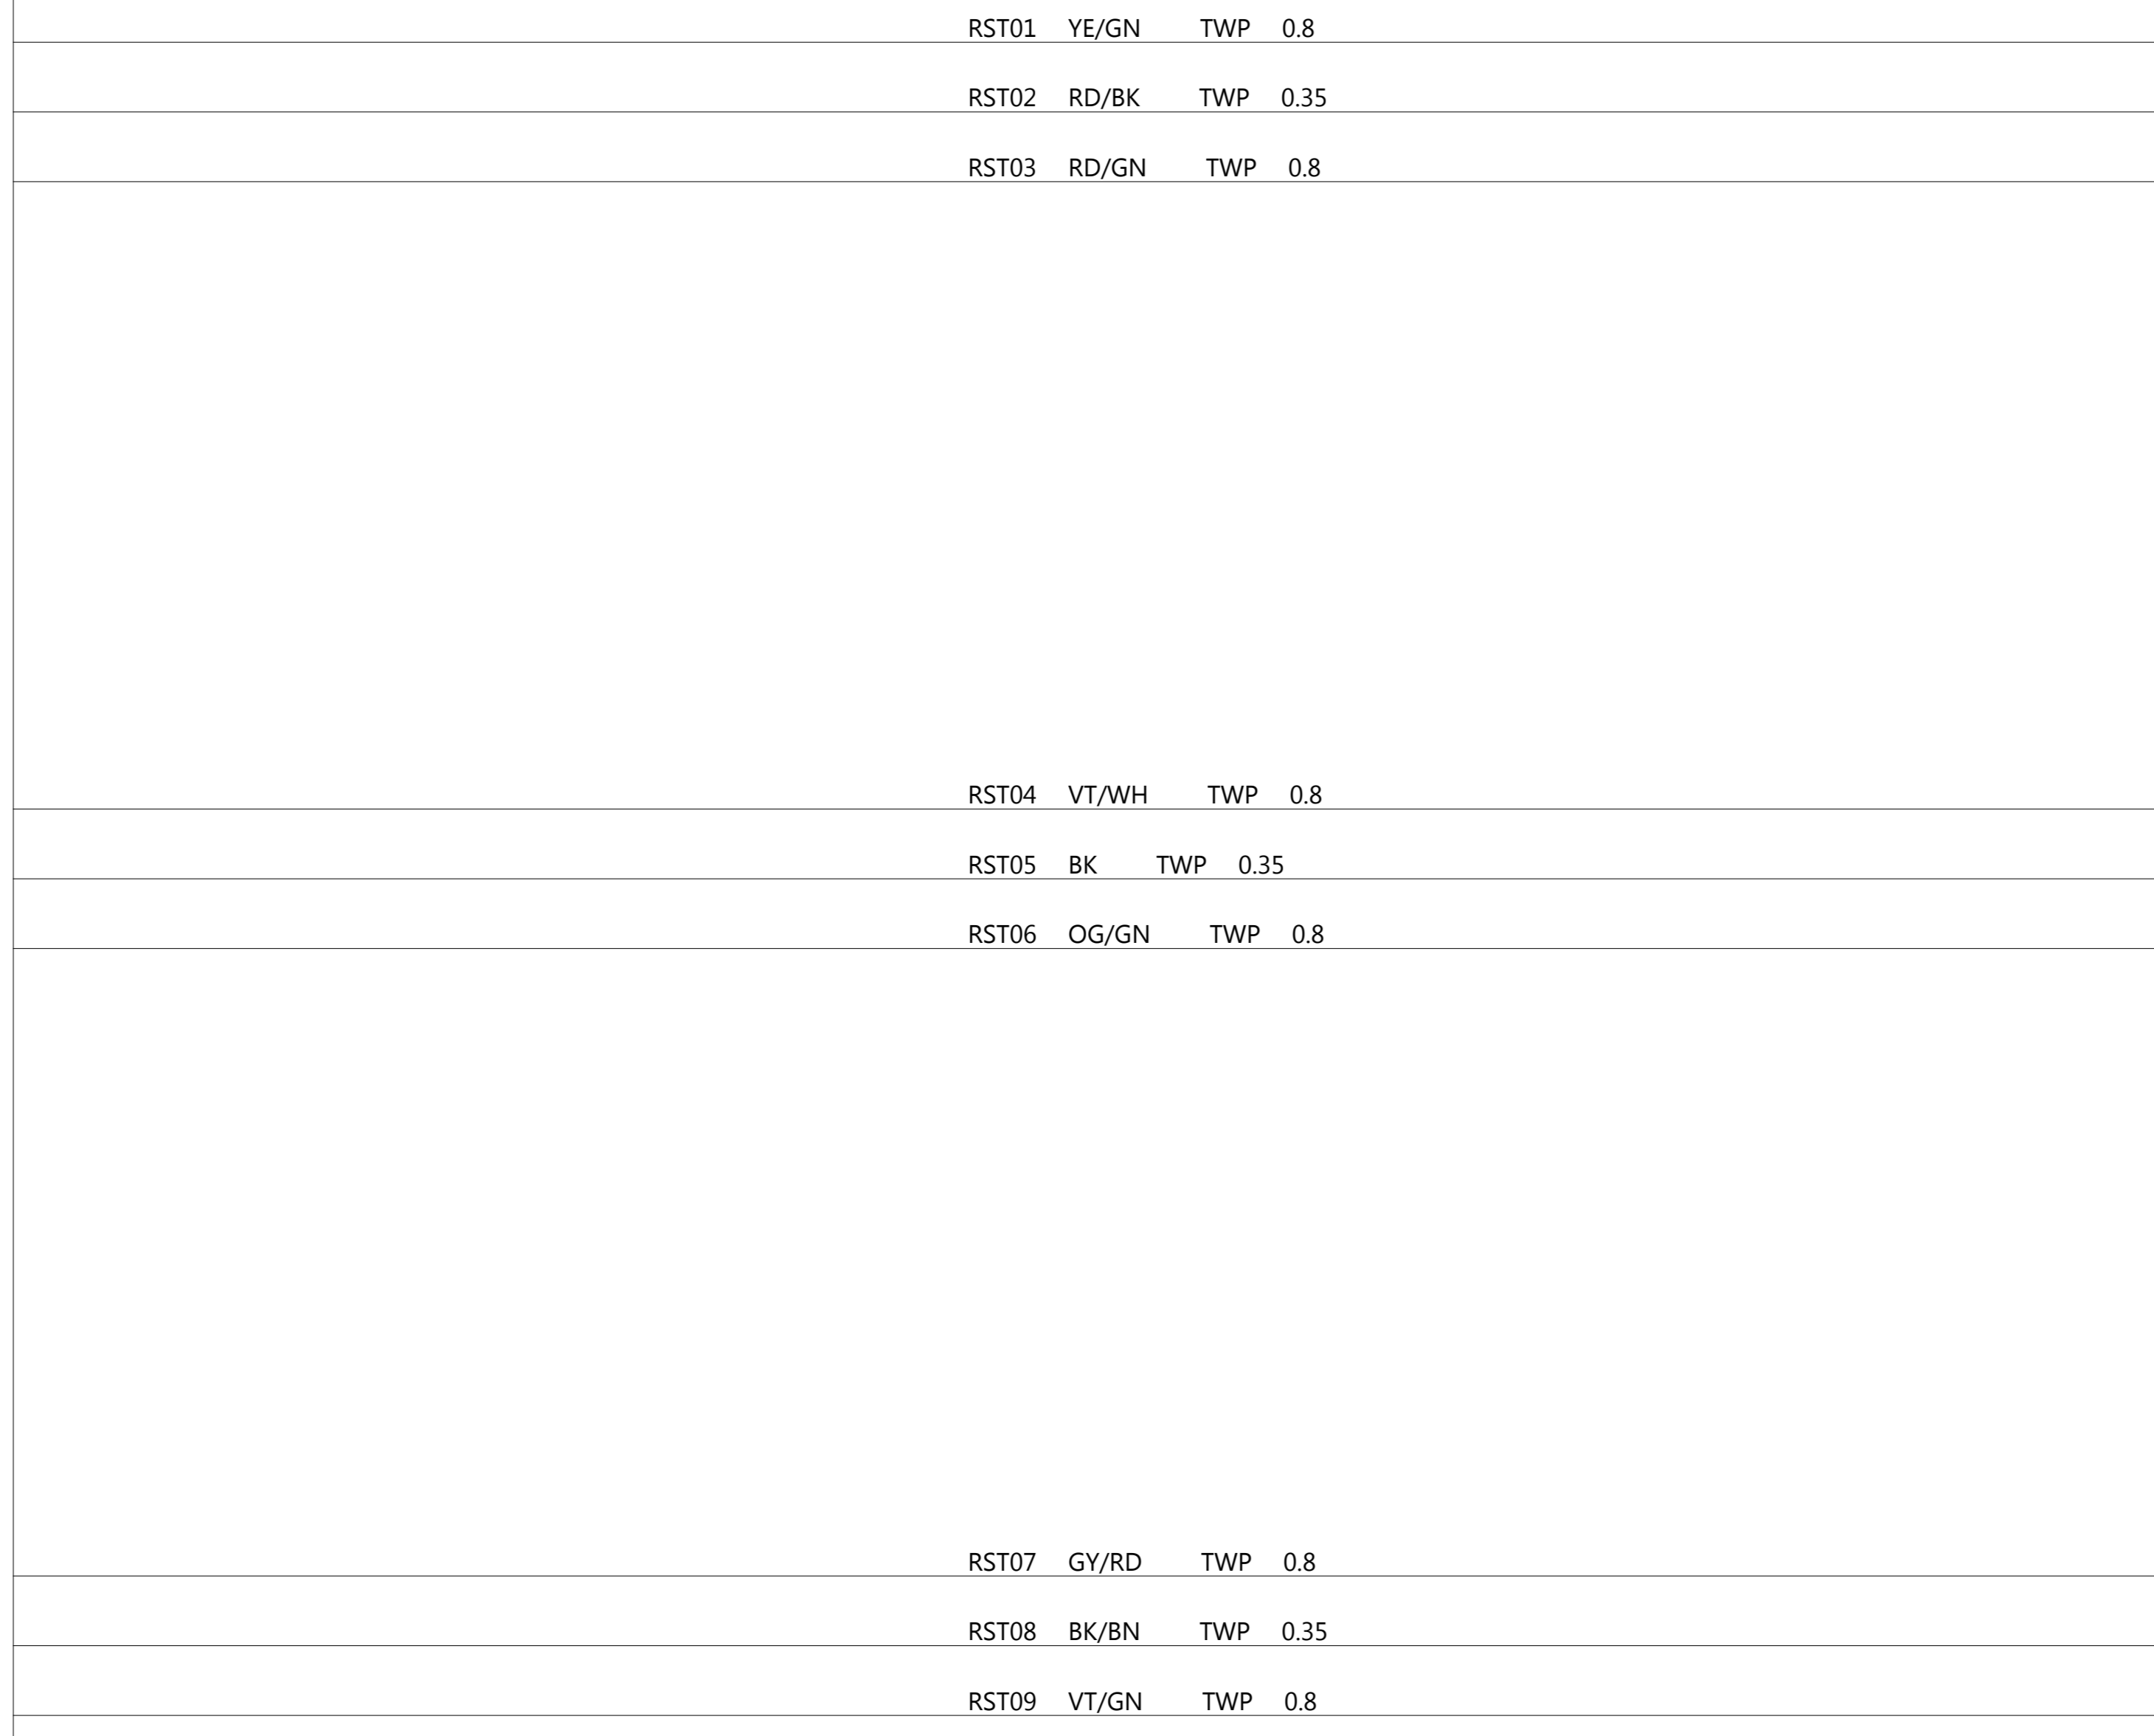 RST01 YE/GN TWP 0.8
RST02 RD/BK TWP 0.35
RST03 RD/GN TWP 0.8
RST04 VT/WH TWP 0.8
RST05 BK TWP 0.35
RST06 OG/GN TWP 0.8
RST07 GY/RD TWP 0.8
RST08 BK/BN TWP 0.35
RST09 VT/GN TWP 0.8